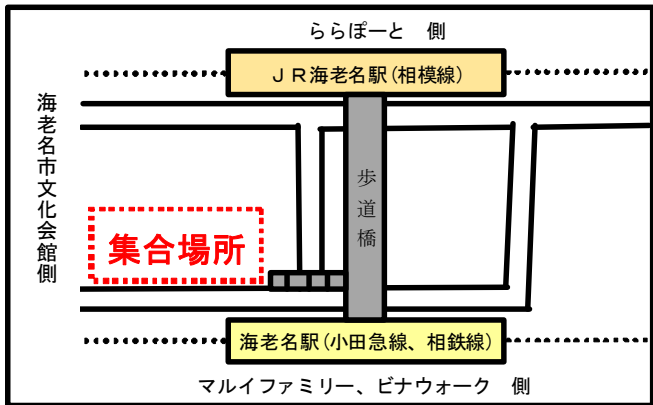 ららぽーと 側
ＪＲ海老名駅(相模線)
海老名市文化会館側
歩道橋
集合場所
海老名駅(小田急線、相鉄線)
マルイファミリー、ビナウォーク 側